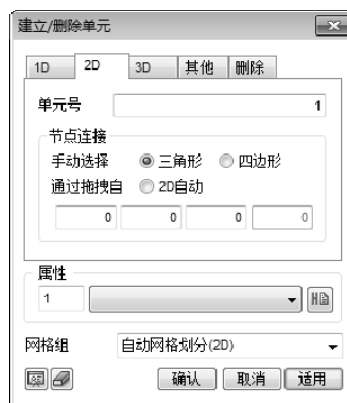 建立/删除单元
1D 2D 3D 其他 删除
单元号 1
节点连接
手动选择 三角形 四边形
通过拖拽自 2D自动
0 0 0 0
属性
1
网格组 自动网格划分(2D)
确认 取消 适用